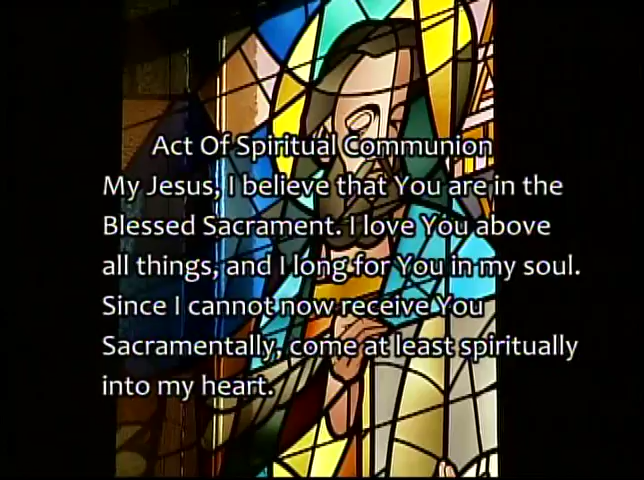 Act Of Spiritual Communion
My Jesus, I believe that You are in the
Blessed Sacrament. I love You above
all things, and I long for You in my soul.
Since I cannot now receive You
Sacramentally, come at least spiritually
into my heart.